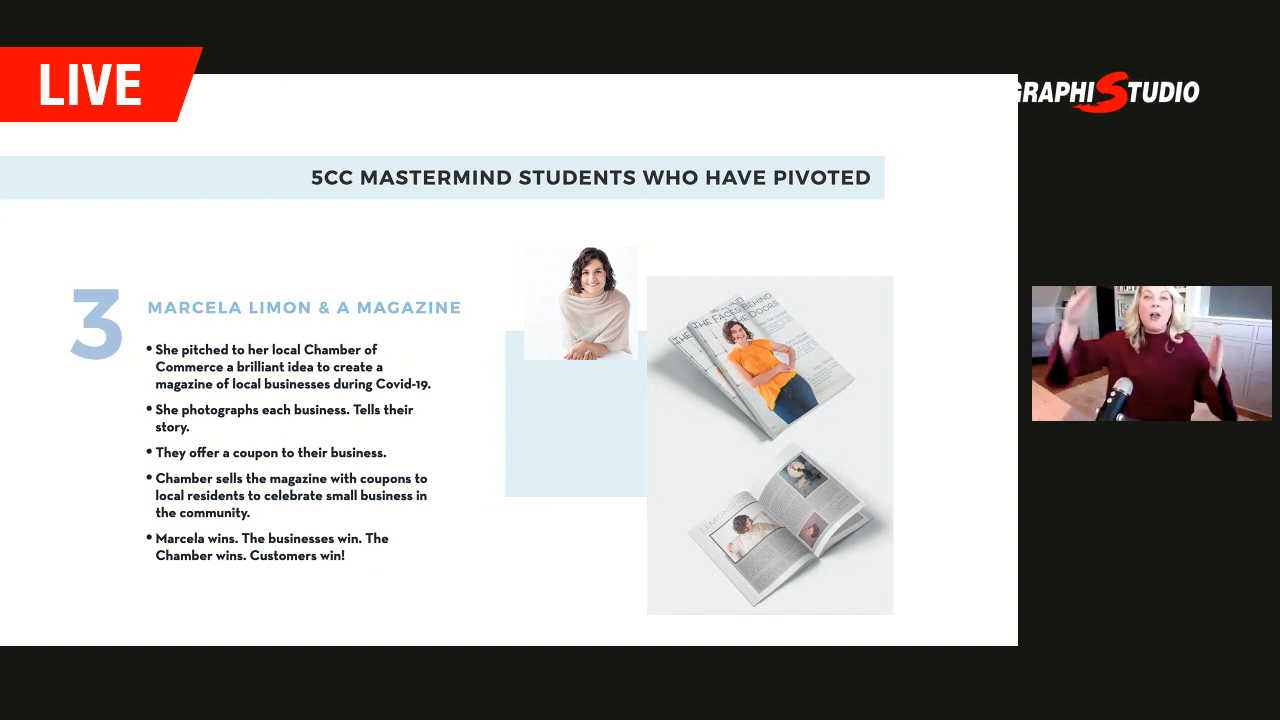 LIVE
GRAPHISTUDIO
5CC MASTERMIND STUDENTS WHO HAVE PIVOTED
3
MARCELA LIMON & A MAGAZINE
• She pitched to her local Chamber of
Commerce a brilliant idea to create a
magazine of local businesses during Covid-19.
• She photographs each business. Tells their
story.
• They offer a coupon to their business.
• Chamber sells the magazine with coupons to
local residents to celebrate small business in
the community.
• Marcela wins. The businesses win. The
Chamber wins. Customers win!
THE FACES BEHIND
THE DOORS